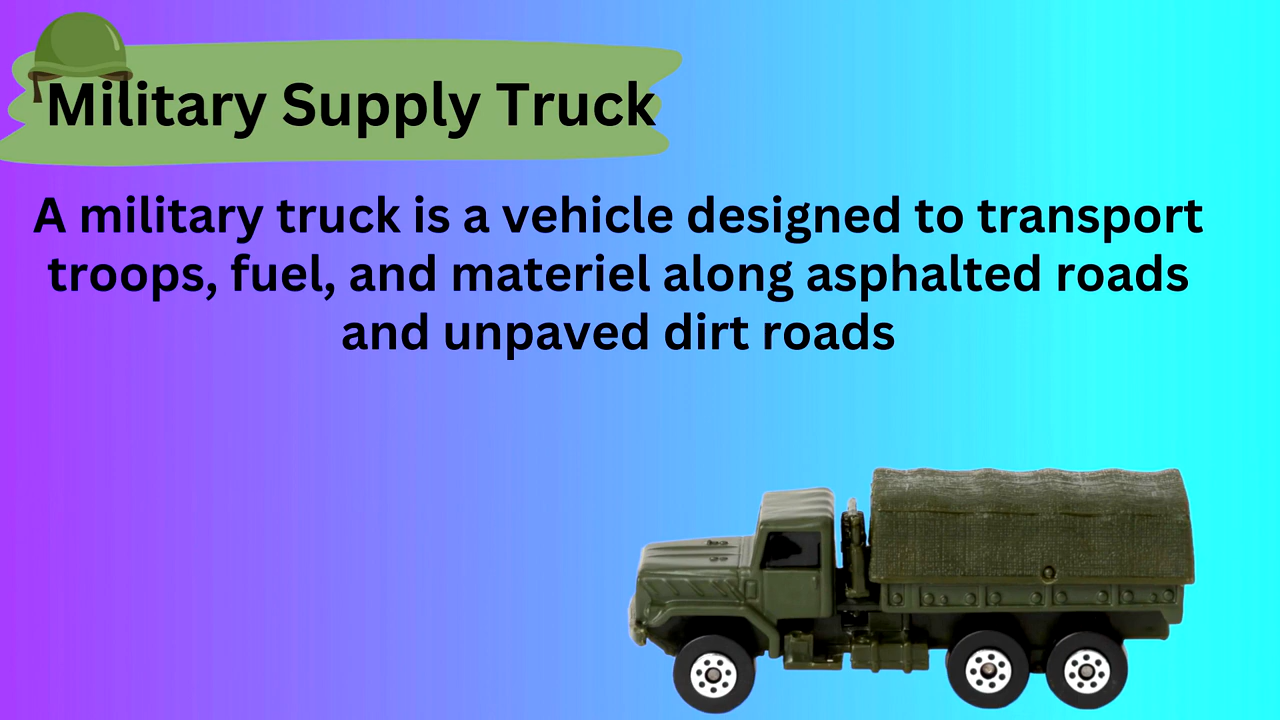 Military Supply Truck
A military truck is a vehicle designed to transport
troops, fuel, and materiel along asphalted roads
and unpaved dirt roads